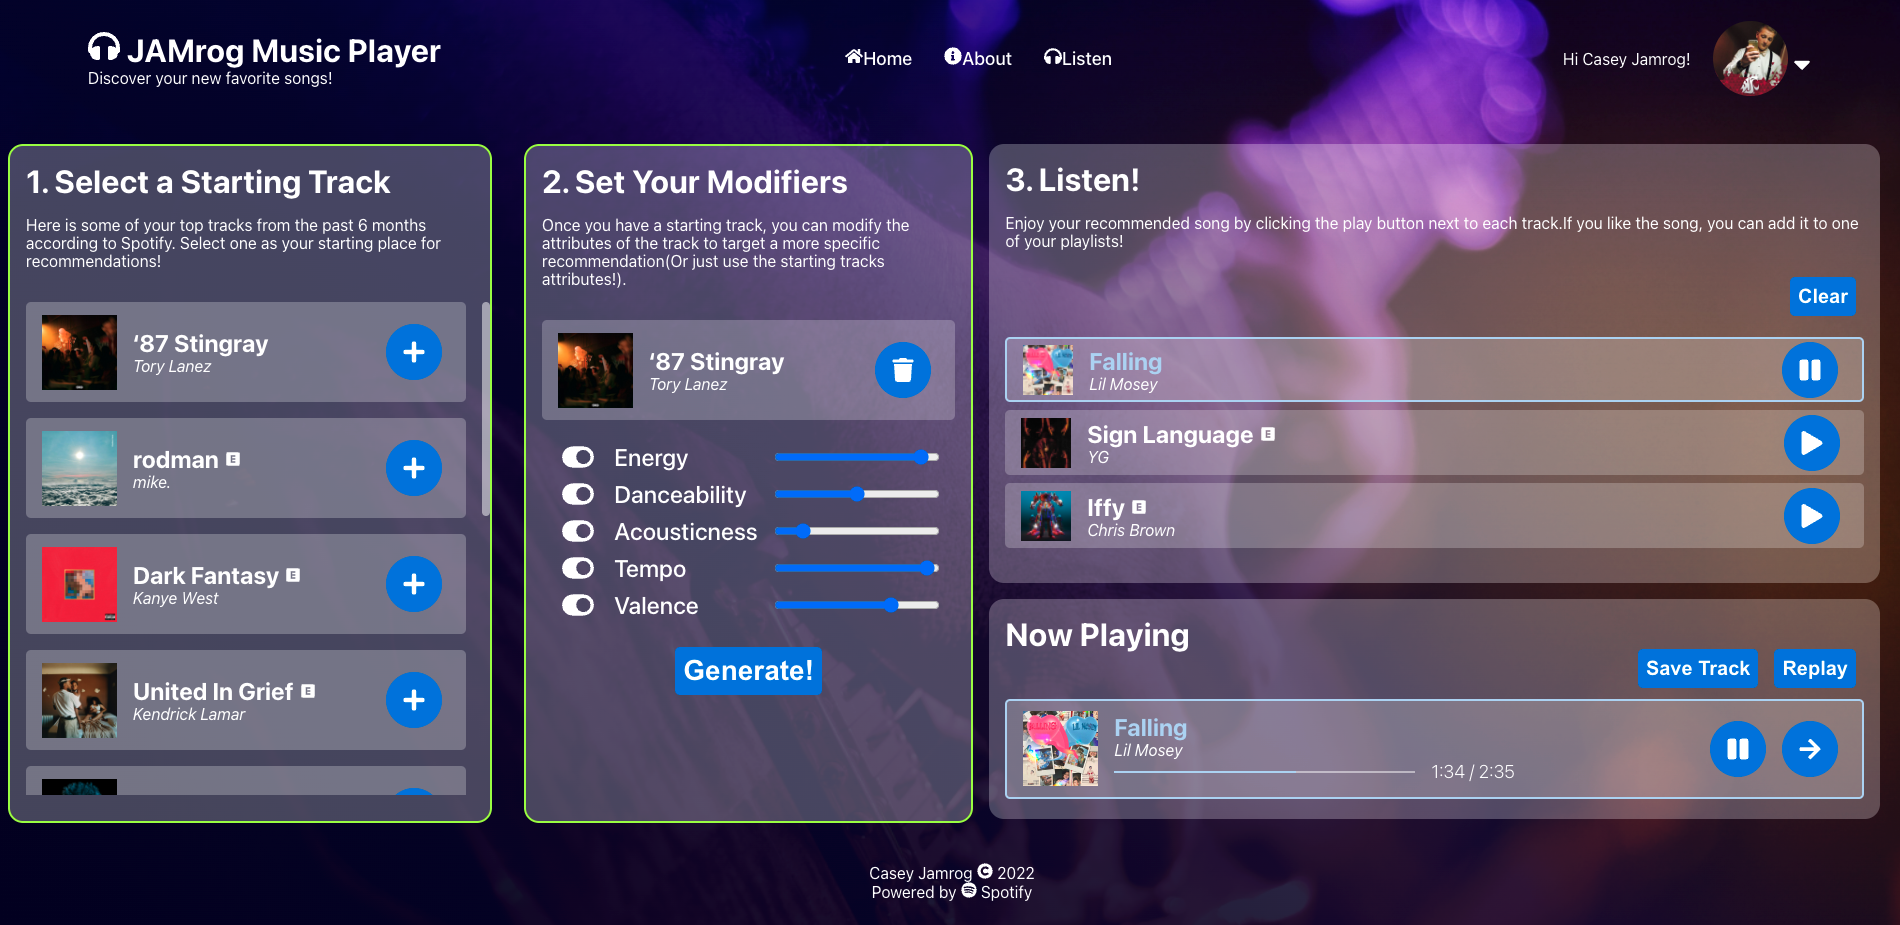 JAMrog Music Player
Discover your new favorite songs!
Home
About
Listen
Hi Casey Jamrog!
1. Select a Starting Track
Here is some of your top tracks from the past 6 months
according to Spotify. Select one as your starting place for
recommendations!
‘87 Stingray
Tory Lanez
rodman E
mike.
Dark Fantasy E
Kanye West
United In Grief E
Kendrick Lamar
2. Set Your Modifiers
Once you have a starting track, you can modify the
attributes of the track to target a more specific
recommendation(Or just use the starting tracks
attributes!).
‘87 Stingray
Tory Lanez
Energy
Danceability
Acousticness
Tempo
Valence
Generate!
3. Listen!
Enjoy your recommended song by clicking the play button next to each track.If you like the song, you can add it to one
of your playlists!
Clear
Falling
Lil Mosey
Sign Language E
YG
Iffy E
Chris Brown
Now Playing
Save Track
Replay
Falling
Lil Mosey
1:34 / 2:35
Casey Jamrog © 2022
Powered by Spotify